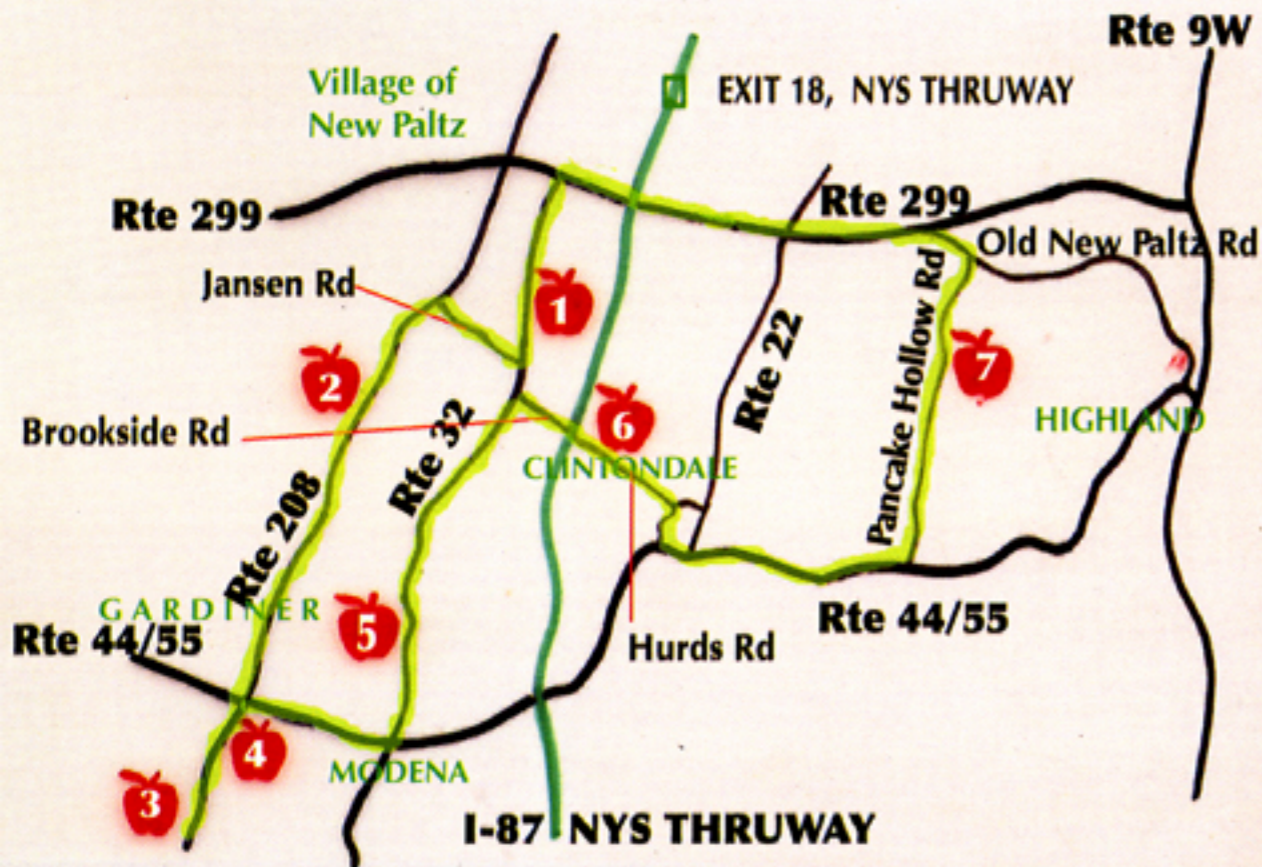 Rte 9W
Village of
New Paltz
EXIT 18, NYS THRUWAY
Rte 299
Rte 299
Old New Paltz Rd
Jansen Rd
1
2
Rte 22
Pancake Hollow Rd
7
Brookside Rd
Rte 32
6
HIGHLAND
CLINTONDALE
Rte 208
GARDINER
5
Rte 44/55
Rte 44/55
Hurds Rd
4
MODENA
3
I-87 NYS THRUWAY